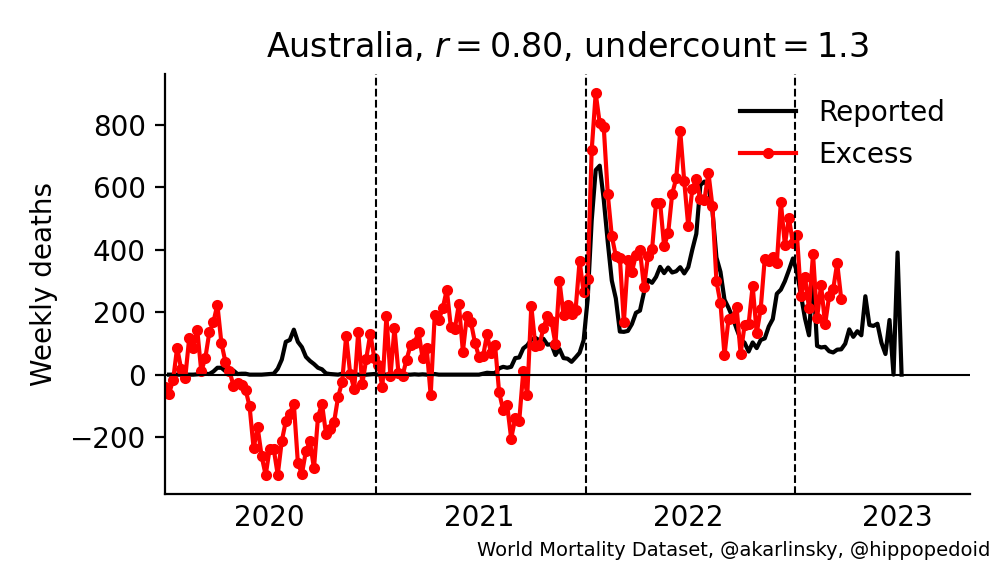 Australia, r = 0.80, undercount = 1.3
Reported
Excess
Weekly deaths
800
600
400
200
0
−200
2020 2021 2022 2023
World Mortality Dataset, @akarlinsky, @hippopedoid